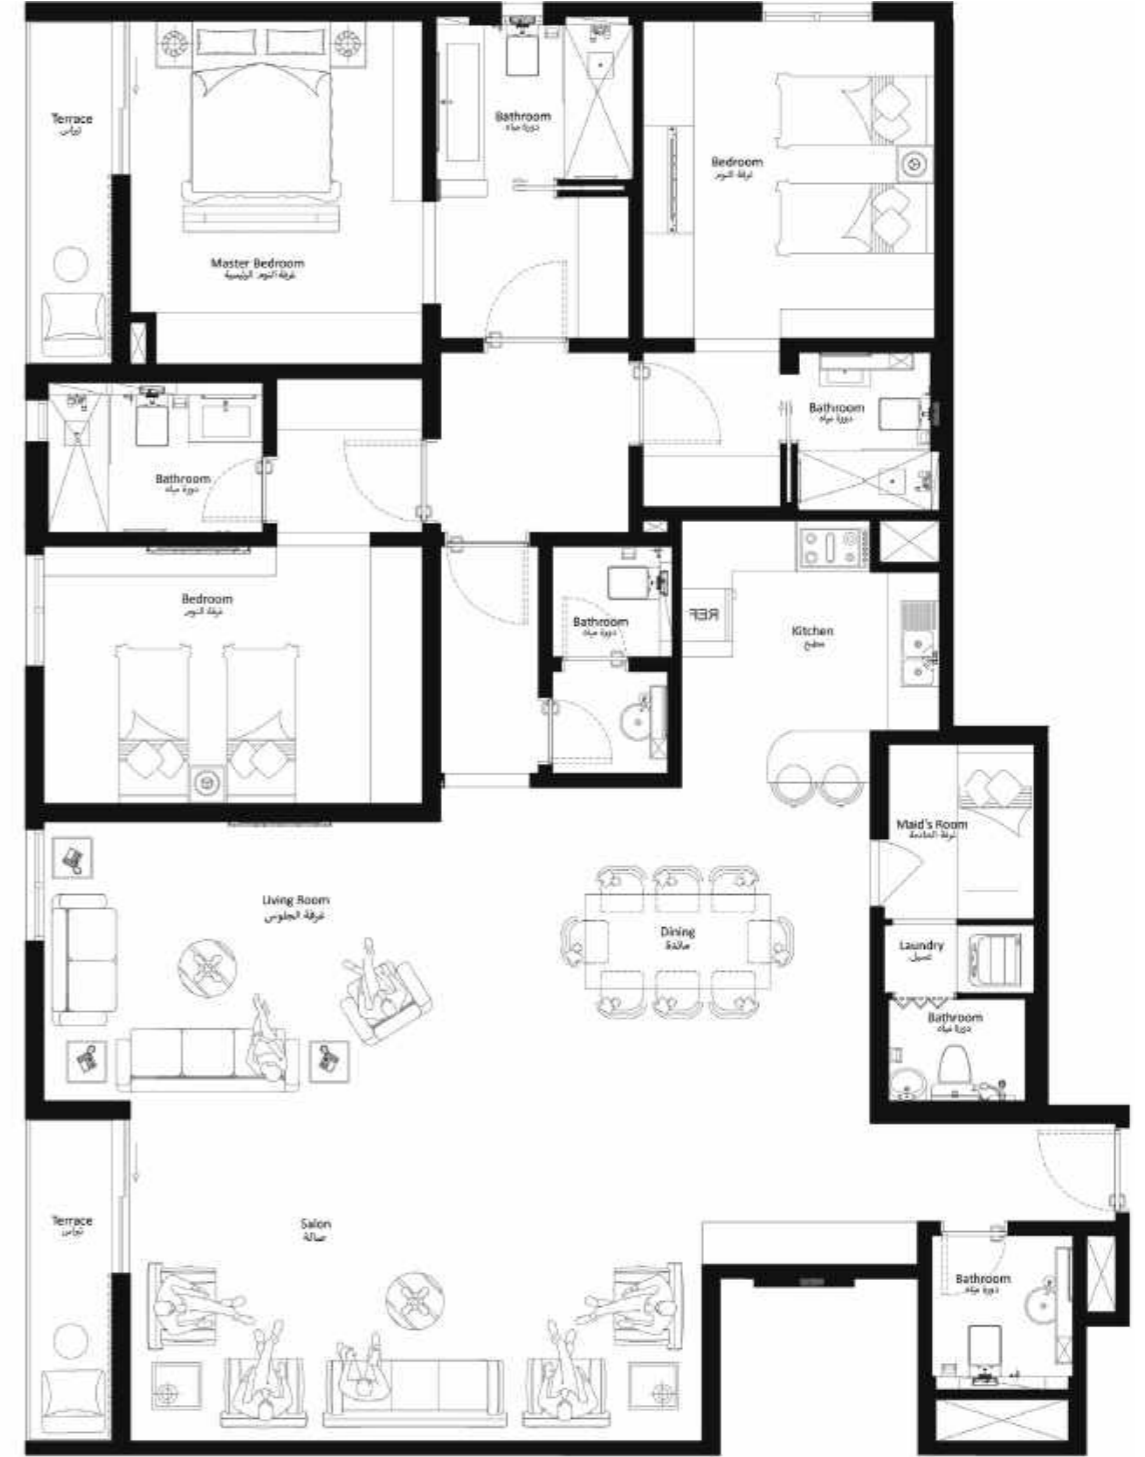 Bathroom
دورة مياه
Terrace
تراس
Bedroom
غرفة النوم
Master Bedroom
غرفة النوم الرئيسية
Bathroom
دورة مياه
Bathroom
دورة مياه
Bedroom
غرفة النوم
REF
Bathroom
دورة مياه
Kitchen
مطبخ
Maid's Room
غرفة الخادمة
Living Room
غرفة الجلوس
Dining
مائدة
Laundry
غسيل
Bathroom
دورة مياه
Terrace
تراس
Salon
صالة
Bathroom
دورة مياه